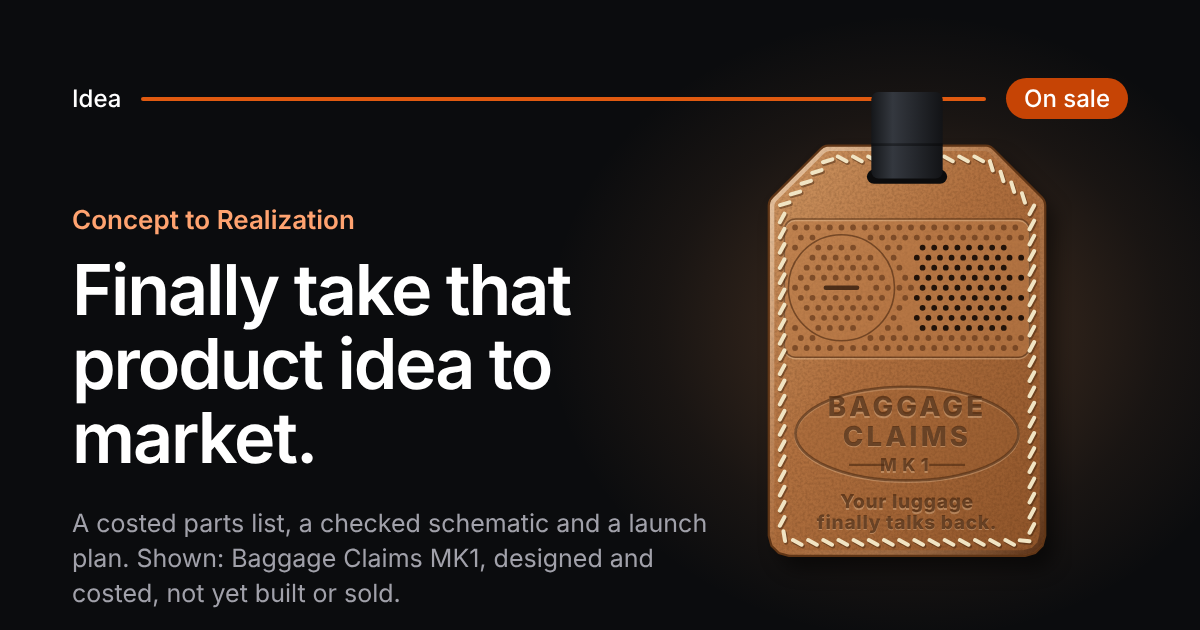 Idea
On sale
Concept to Realization
Finally take that
product idea to
market.
A costed parts list, a checked schematic and a launch
plan. Shown: Baggage Claims MK1, designed and
costed, not yet built or sold.
BAGGAGE
CLAIMS
MK1
Your luggage
finally talks back.